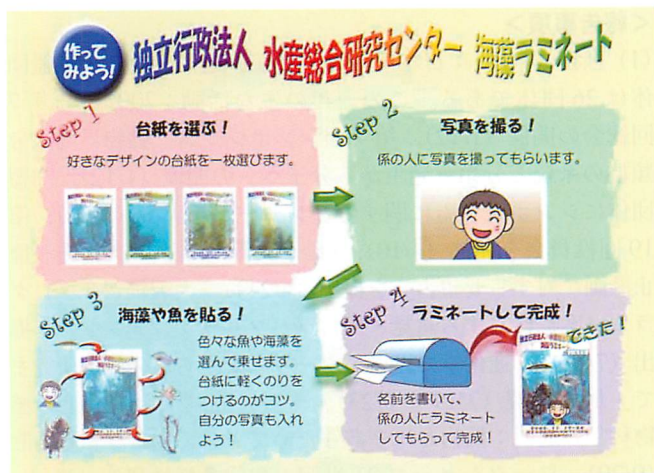 作って
みよう!
独立行政法人 水産総合研究センター 海藻ラミネート
Step 1
台紙を選ぶ!
好きなデザインの台紙を一枚選びます。
Step 2
写真を撮る!
係の人に写真を撮ってもらいます。
Step 3
海藻や魚を貼る!
色々な魚や海藻を
選んで乗せます。
台紙に軽くのりを
つけるのがコツ。
自分の写真も入れ
よう!
Step 4
ラミネートして完成!
できた!
名前を書いて、
係の人にラミネート
してもらって完成!